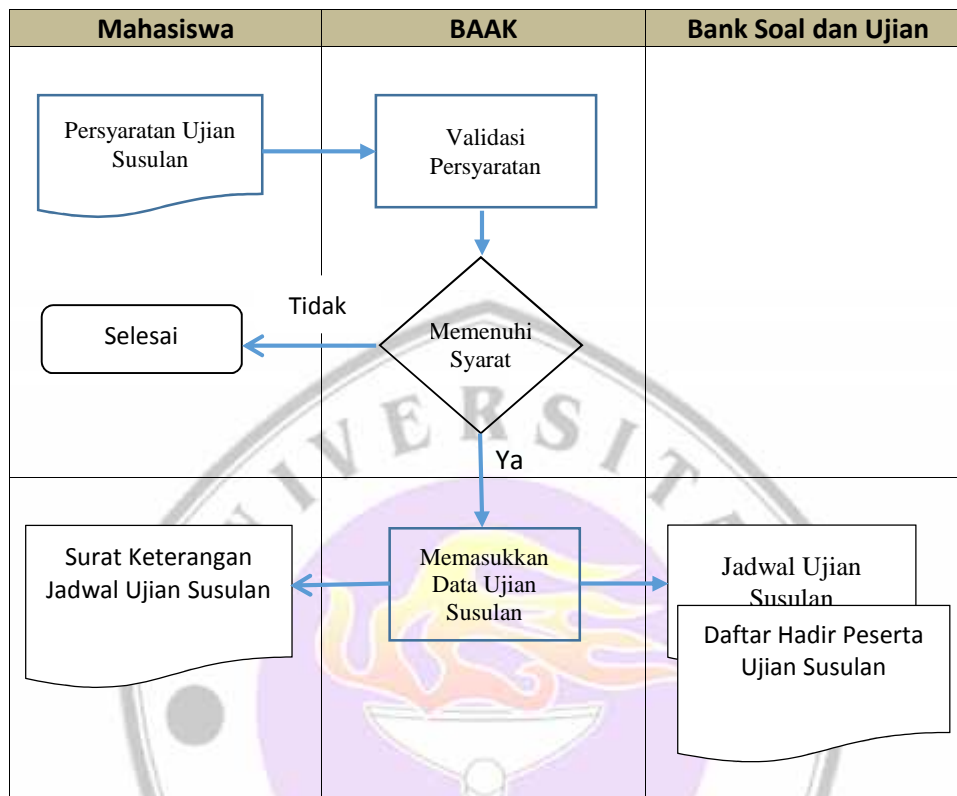 Mahasiswa
BAAK
Bank Soal dan Ujian
Persyaratan Ujian
Susulan
Validasi
Persyaratan
Selesai
Tidak
Memenuhi
Syarat
Ya
UNIVERSITA
Surat Keterangan
Jadwal Ujian Susulan
Memasukkan
Data Ujian
Susulan
Jadwal Ujian
Susulan
Daftar Hadir Peserta
Ujian Susulan